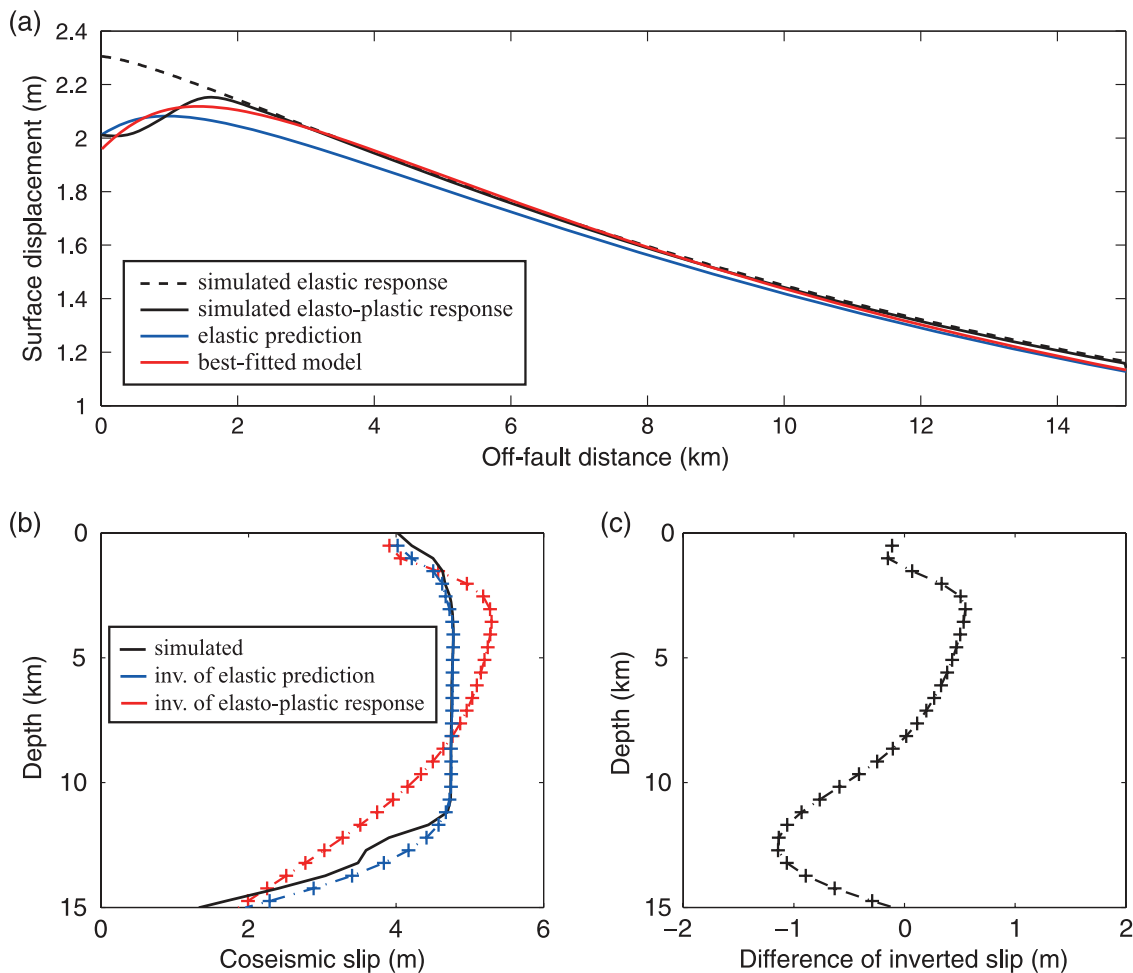 (a)
2.4
2.2
2
1.8
1.6
1.4
1.2
1
Surface displacement (m)
simulated elastic response
simulated elasto-plastic response
elastic prediction
best-fitted model
0 2 4 6 8 10 12 14
Off-fault distance (km)
(b)
0
5
10
15
Depth (km)
simulated
inv. of elastic prediction
inv. of elasto-plastic response
0 2 4 6
Coseismic slip (m)
(c)
0
5
10
15
Depth (km)
−2 −1 0 1 2
Difference of inverted slip (m)